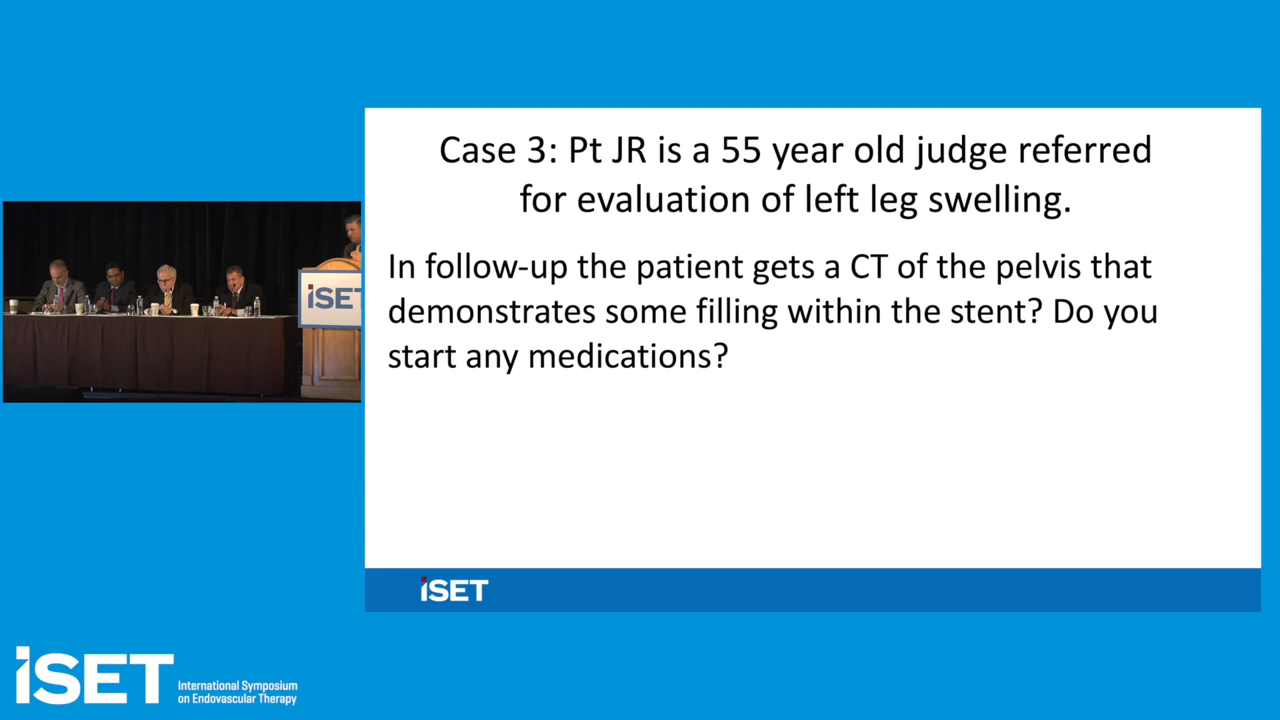 Case 3: Pt JR is a 55 year old judge referred
for evaluation of left leg swelling.
In follow-up the patient gets a CT of the pelvis that
demonstrates some filling within the stent? Do you
start any medications?
iSET
iSET
iSET
International Symposium
on Endovascular Therapy